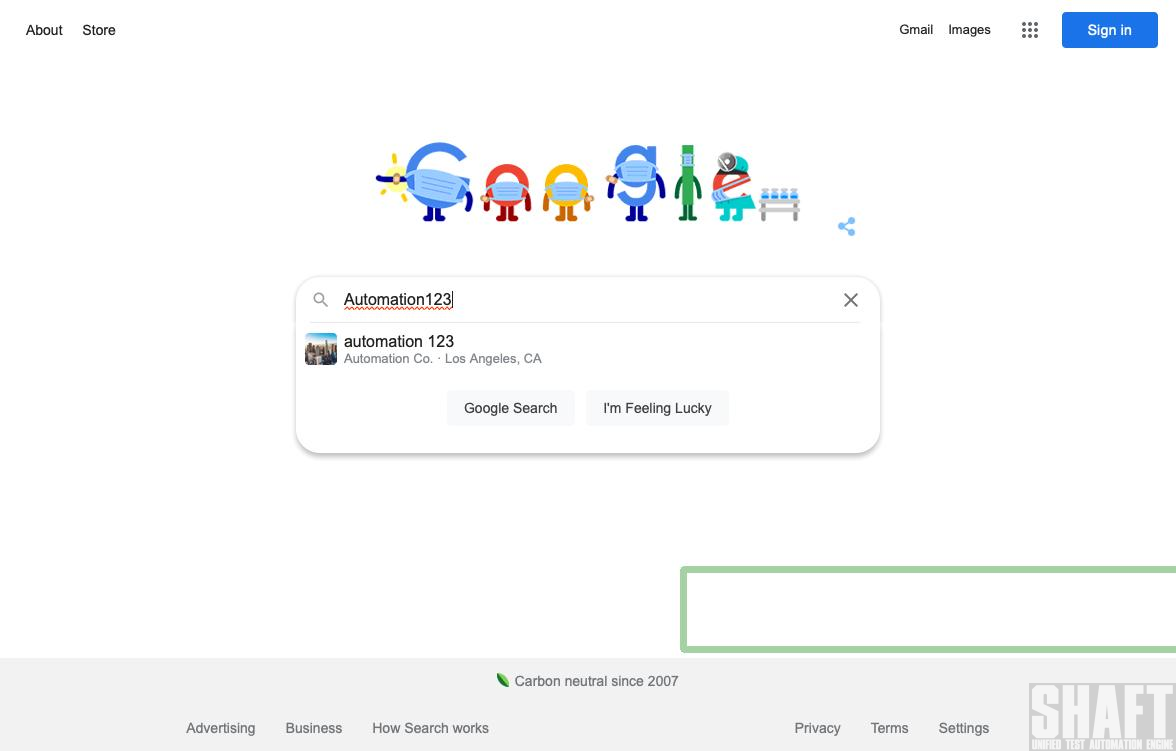 About Store
Gmail Images Sign in
Google
Automation123
automation 123
Automation Co. · Los Angeles, CA
Google Search I'm Feeling Lucky
Carbon neutral since 2007
Advertising Business How Search works
Privacy Terms Settings
SHAFT
UNIFIED TEST AUTOMATION ENGINE